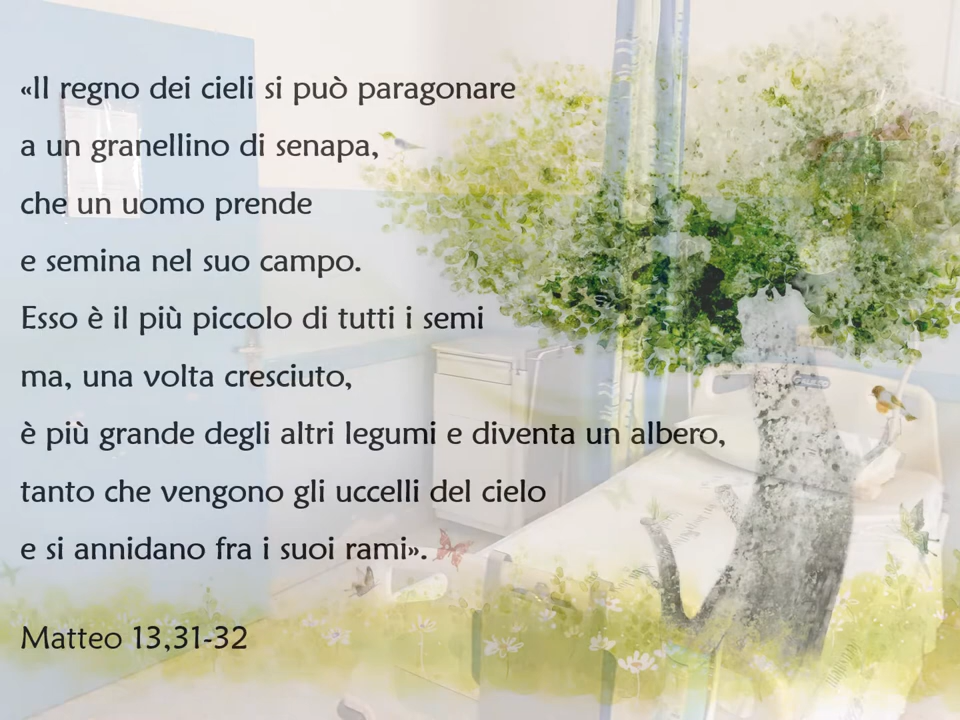 «Il regno dei cieli si può paragonare
a un granellino di senapa,
che un uomo prende
e semina nel suo campo.
Esso è il più piccolo di tutti i semi
ma, una volta cresciuto,
è più grande degli altri legumi e diventa un albero,
tanto che vengono gli uccelli del cielo
e si annidano fra i suoi rami».
Matteo 13,31-32